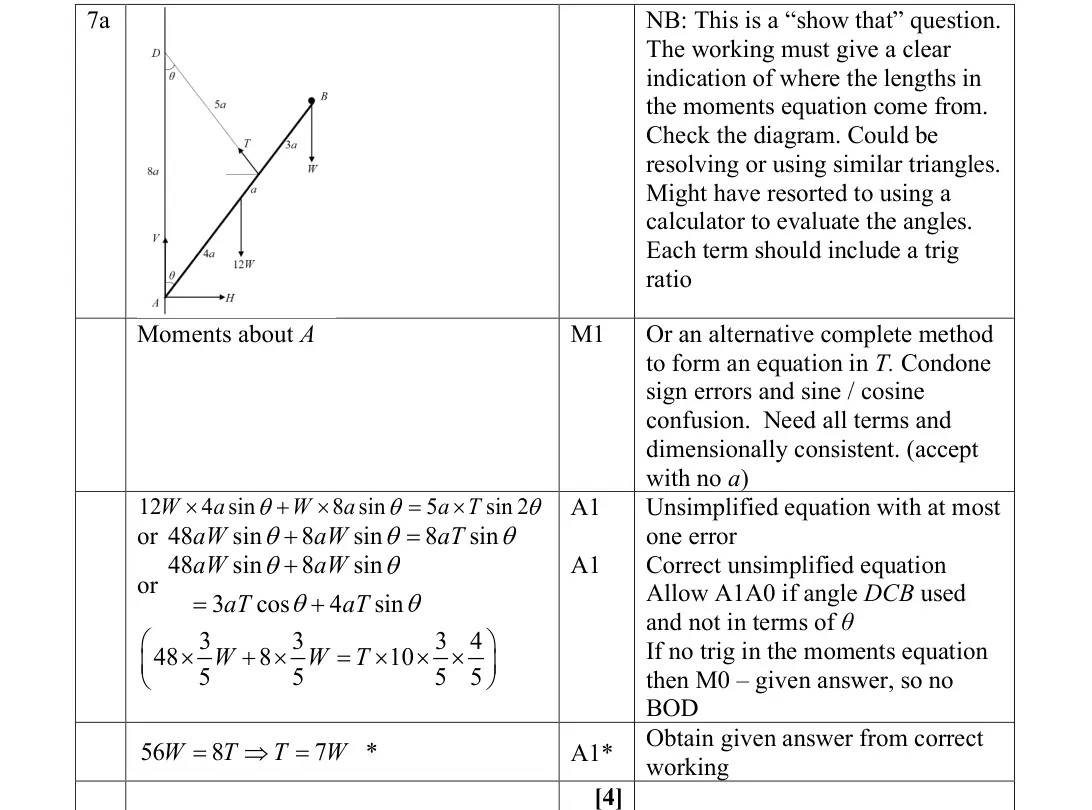 7a
D
θ
5a
B
T
3a
8a
W
a
V
4a
12W
θ
A
H
NB: This is a “show that” question.
The working must give a clear
indication of where the lengths in
the moments equation come from.
Check the diagram. Could be
resolving or using similar triangles.
Might have resorted to using a
calculator to evaluate the angles.
Each term should include a trig
ratio
Moments about A
M1
Or an alternative complete method
to form an equation in T. Condone
sign errors and sine / cosine
confusion.  Need all terms and
dimensionally consistent. (accept
with no a)
12W × 4a sin θ + W × 8a sin θ = 5a × T sin 2θ
or 48aW sin θ + 8aW sin θ = 8aT sin θ
or 48aW sin θ + 8aW sin θ
= 3aT cos θ + 4aT sin θ
(48 × 3/5 W + 8 × 3/5 W = T × 10 × 3/5 × 4/5)
A1
A1
Unsimplified equation with at most
one error
Correct unsimplified equation
Allow A1A0 if angle DCB used
and not in terms of θ
If no trig in the moments equation
then M0 – given answer, so no
BOD
56W = 8T ⇒ T = 7W *
A1*
Obtain given answer from correct
working
[4]